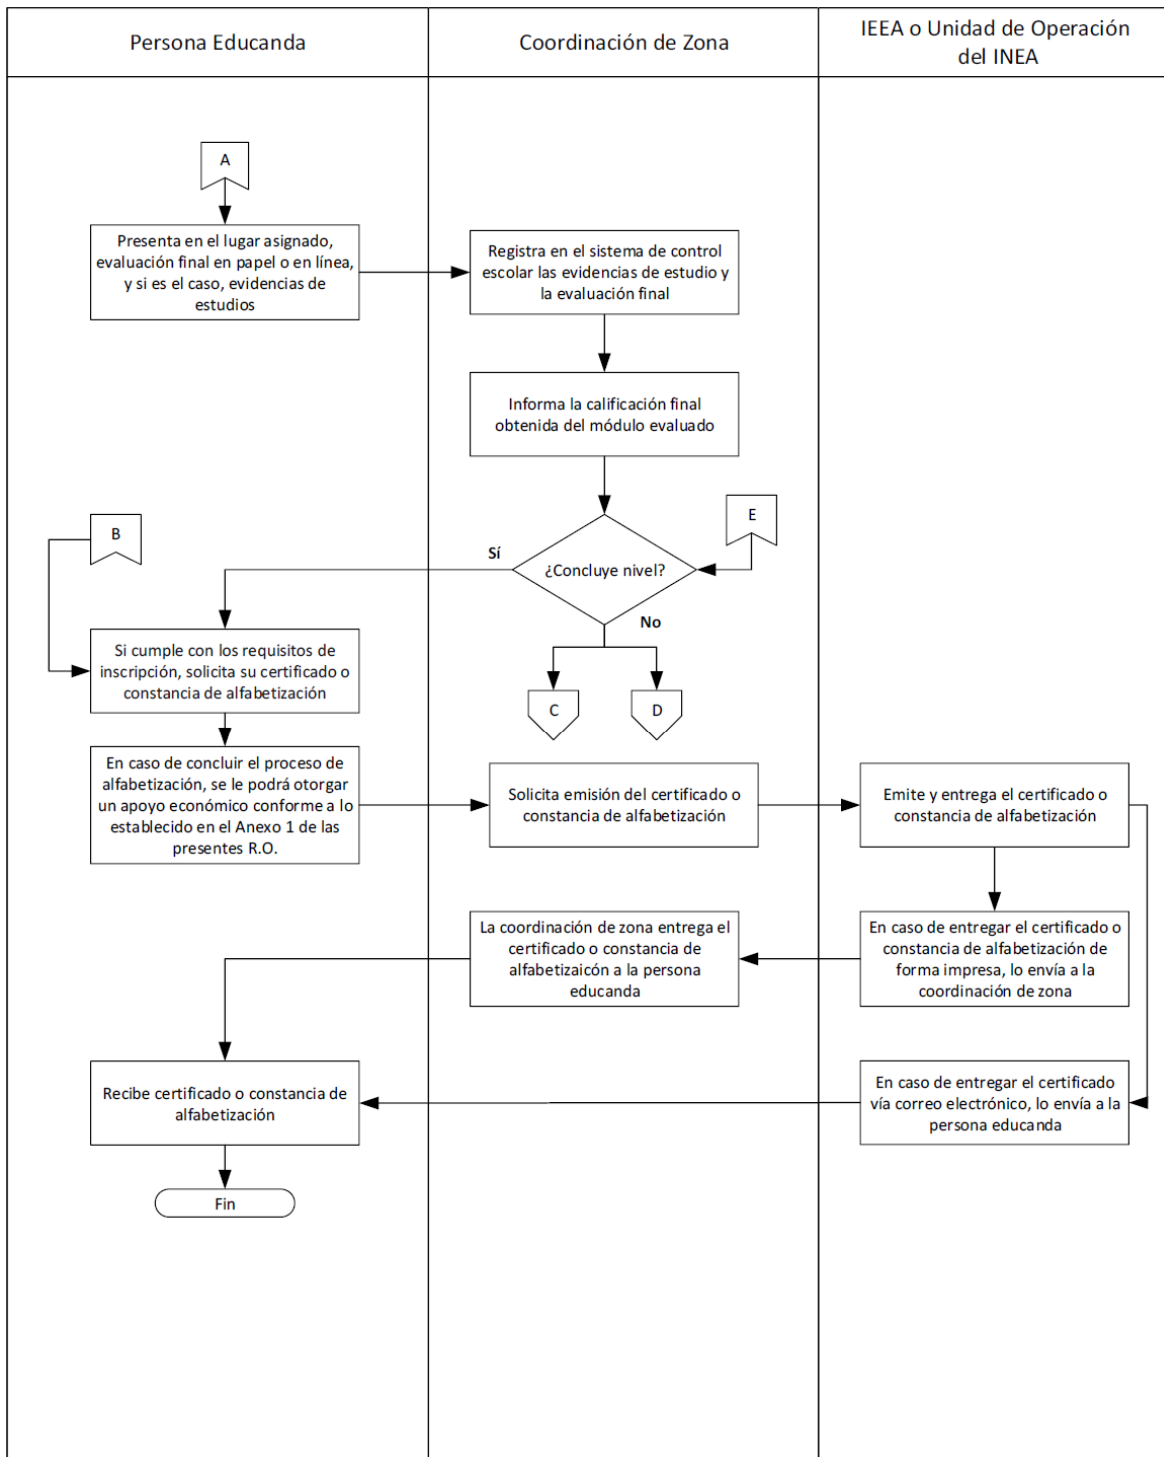 Persona Educanda
Coordinación de Zona
IEEA o Unidad de Operación
del INEA
A
Presenta en el lugar asignado,
evaluación final en papel o en línea,
y si es el caso, evidencias de
estudios
Registra en el sistema de control
escolar las evidencias de estudio y
la evaluación final
Informa la calificación final
obtenida del módulo evaluado
B
E
Sí
¿Concluye nivel?
No
Si cumple con los requisitos de
inscripción, solicita su certificado o
constancia de alfabetización
C
D
En caso de concluir el proceso de
alfabetización, se le podrá otorgar
un apoyo económico conforme a lo
establecido en el Anexo 1 de las
presentes R.O.
Solicita emisión del certificado o
constancia de alfabetización
Emite y entrega el certificado o
constancia de alfabetización
La coordinación de zona entrega el
certificado o constancia de
alfabetizaicón a la persona
educanda
En caso de entregar el certificado o
constancia de alfabetización de
forma impresa, lo envía a la
coordinación de zona
Recibe certificado o constancia de
alfabetización
En caso de entregar el certificado
vía correo electrónico, lo envía a la
persona educanda
Fin